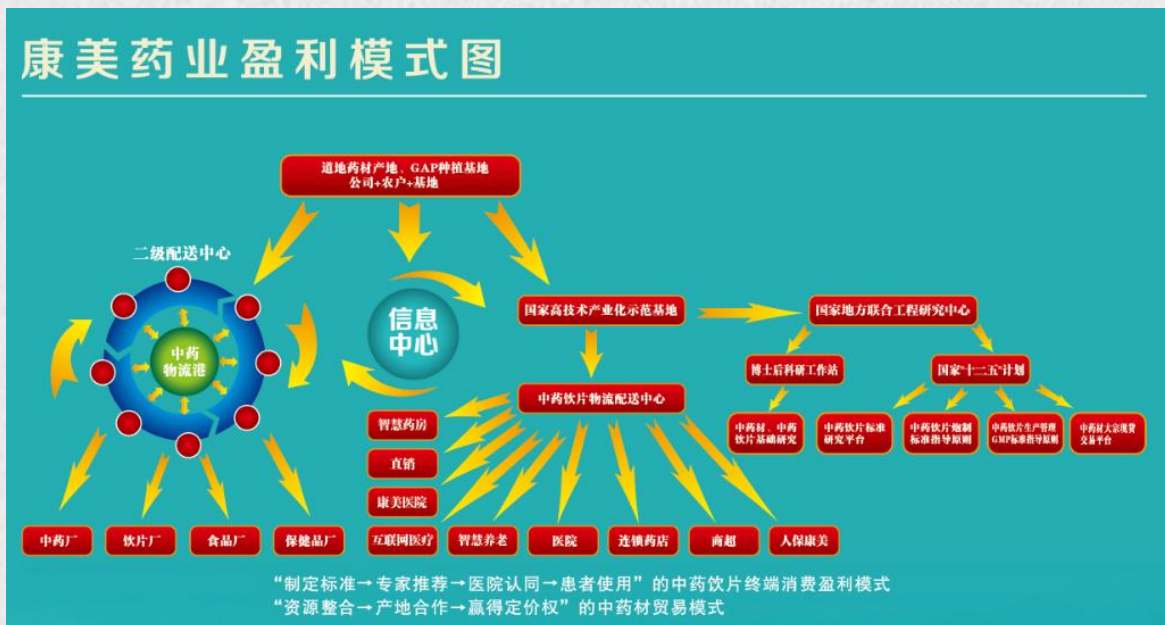 康美药业盈利模式图
道地药材产地、GAP种植基地
公司+农户+基地
二级配送中心
中药
物流港
信息
中心
国家高技术产业化示范基地
国家地方联合工程研究中心
博士后科研工作站
国家"十二五"计划
中药饮片物流配送中心
中药材、中药
饮片基础研究
中药饮片标准
研究平台
中药饮片炮制
标准指导原则
中药饮片生产管理
GMP标准指导原则
中药材大宗现货
交易平台
智慧药房
直销
康美医院
中药厂
饮片厂
食品厂
保健品厂
互联网医疗
智慧养老
医院
连锁药店
商超
人保康美
“制定标准→专家推荐→医院认同→患者使用”的中药饮片终端消费盈利模式
“资源整合→产地合作→赢得定价权”的中药材贸易模式